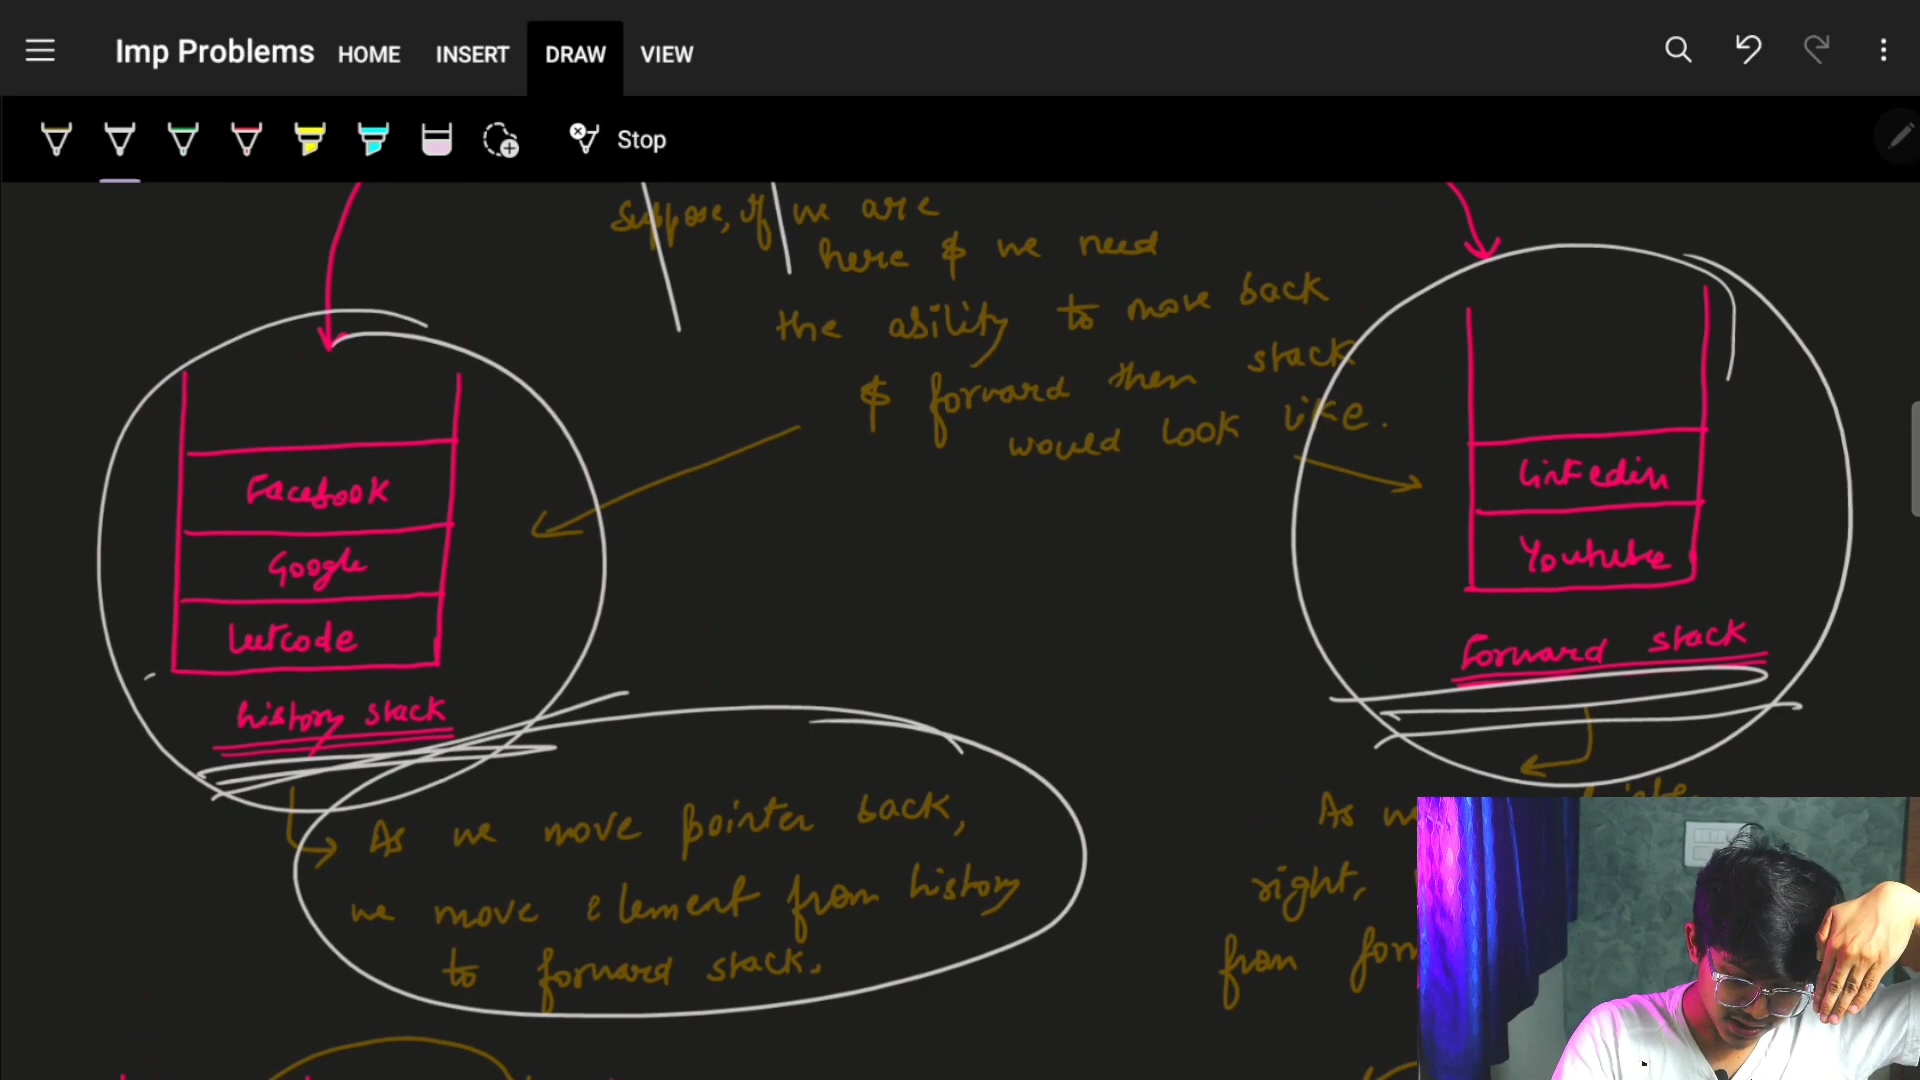 Imp Problems HOME INSERT DRAW VIEW
Stop
Suppose, if we are
here & we need
the ability to move back
& forward then stack
would look like.
Facebook
Google
leetcode
history stack
linkedin
Youtube
Forward stack
As we move pointer back,
we move element from history
to forward stack.
As we
right,
from